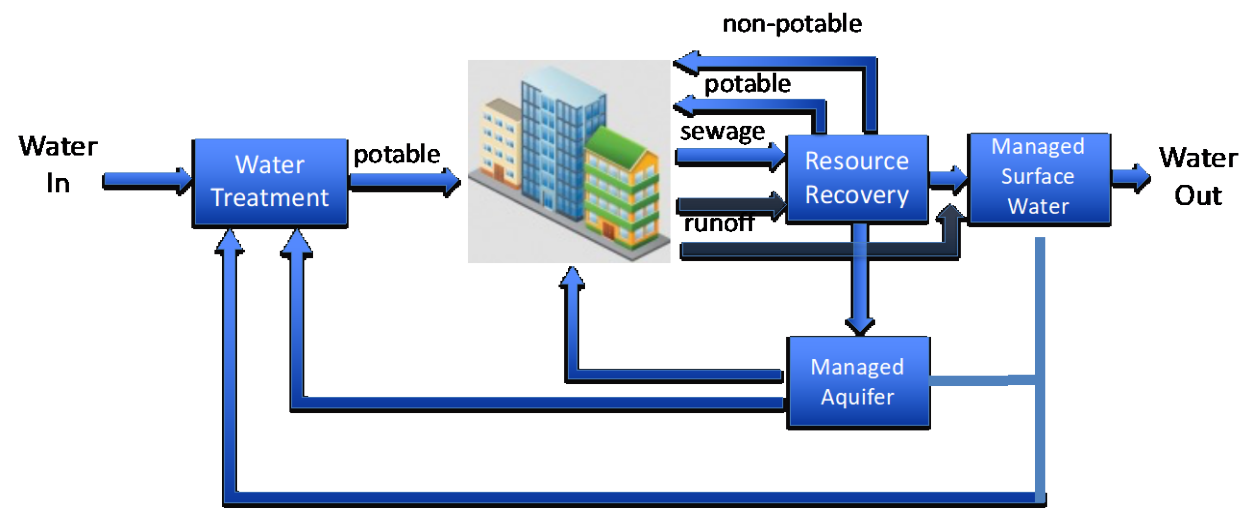 non-potable
potable
sewage
Water
In
Water
Treatment
potable
Resource
Recovery
Managed
Surface
Water
Water
Out
runoff
Managed
Aquifer